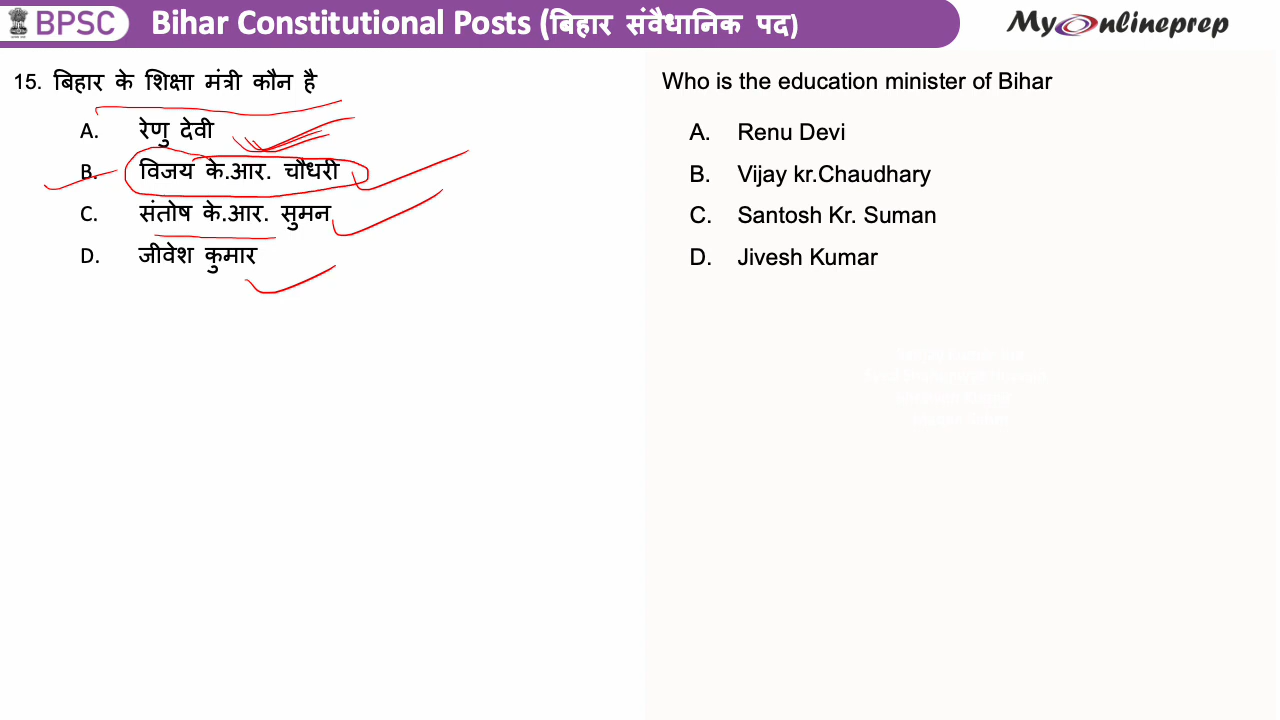 BPSC Bihar Constitutional Posts (बिहार संवैधानिक पद)
MyOnlineprep
15. बिहार के शिक्षा मंत्री कौन है
A. रेणु देवी
B. विजय के.आर. चौधरी
C. संतोष के.आर. सुमन
D. जीवेश कुमार
Who is the education minister of Bihar
A. Renu Devi
B. Vijay kr.Chaudhary
C. Santosh Kr. Suman
D. Jivesh Kumar